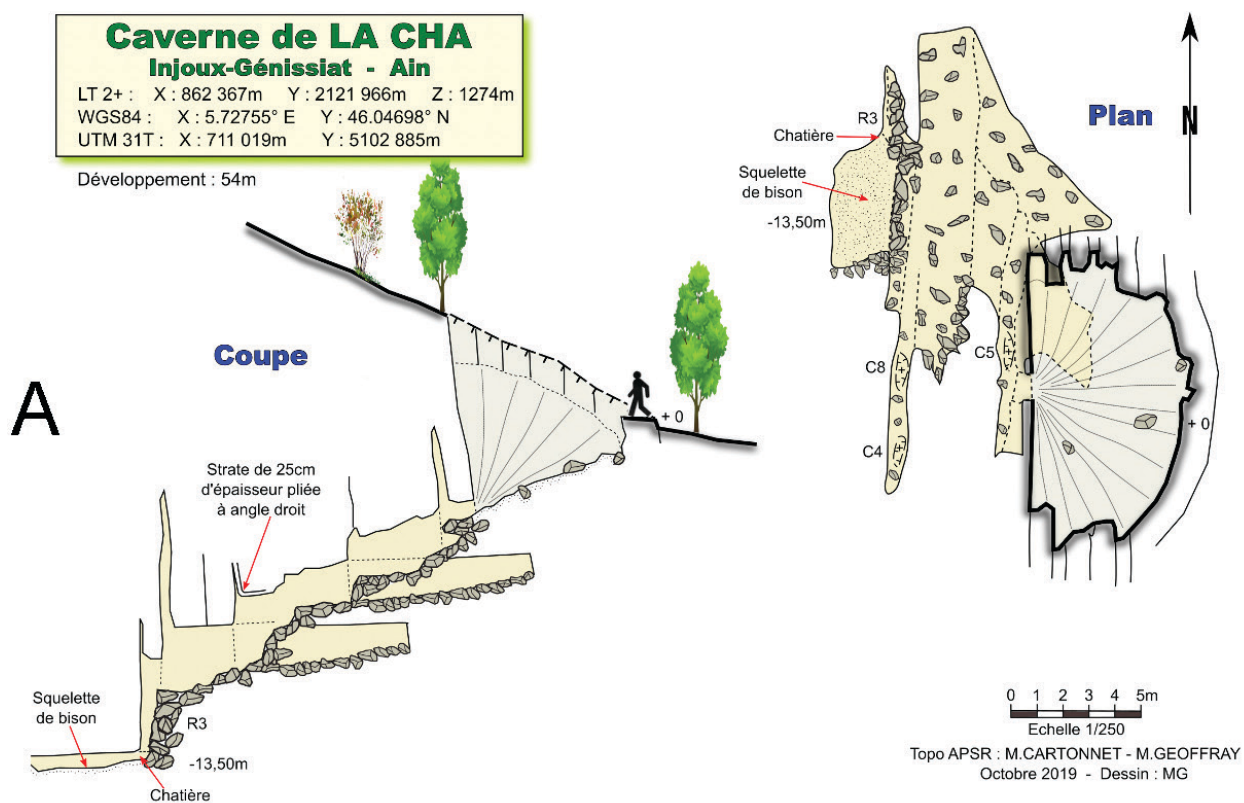 Caverne de LA CHA
Injoux-Génissiat - Ain
LT 2+ : X : 862 367m Y : 2121 966m Z : 1274m
WGS84 : X : 5.72755° E Y : 46.04698° N
UTM 31T : X : 711 019m Y : 5102 885m
Développement : 54m
Coupe
A
+ 0
Strate de 25cm
d'épaisseur pliée
à angle droit
Squelette
de bison
R3
-13,50m
Chatière
Plan
N
R3
Chatière
Squelette
de bison
-13,50m
C8
C5
C4
+ 0
0 1 2 3 4 5m
Echelle 1/250
Topo APSR : M.CARTONNET - M.GEOFFRAY
Octobre 2019 - Dessin : MG